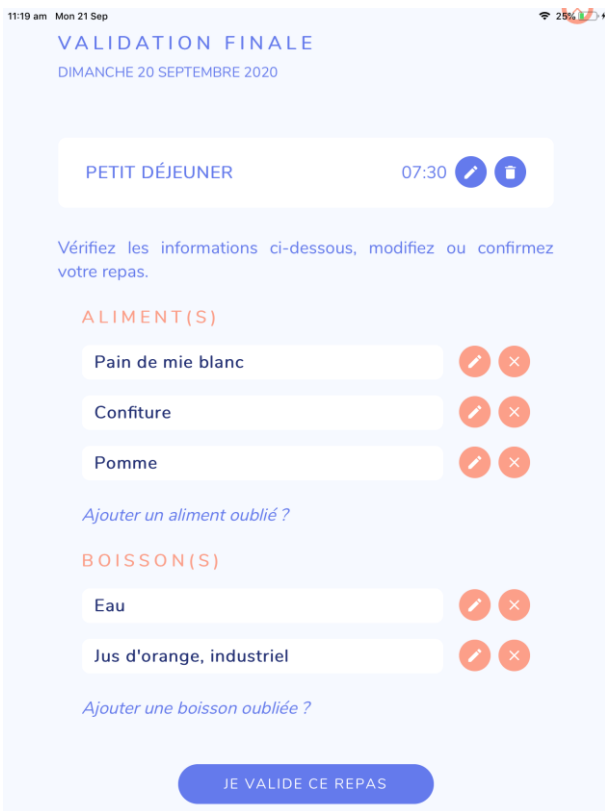 11:19 am Mon 21 Sep
25%
VALIDATION FINALE
DIMANCHE 20 SEPTEMBRE 2020
PETIT DÉJEUNER 07:30
Vérifiez les informations ci-dessous, modifiez ou confirmez
votre repas.
ALIMENT(S)
Pain de mie blanc
Confiture
Pomme
Ajouter un aliment oublié ?
BOISSON(S)
Eau
Jus d'orange, industriel
Ajouter une boisson oubliée ?
JE VALIDE CE REPAS